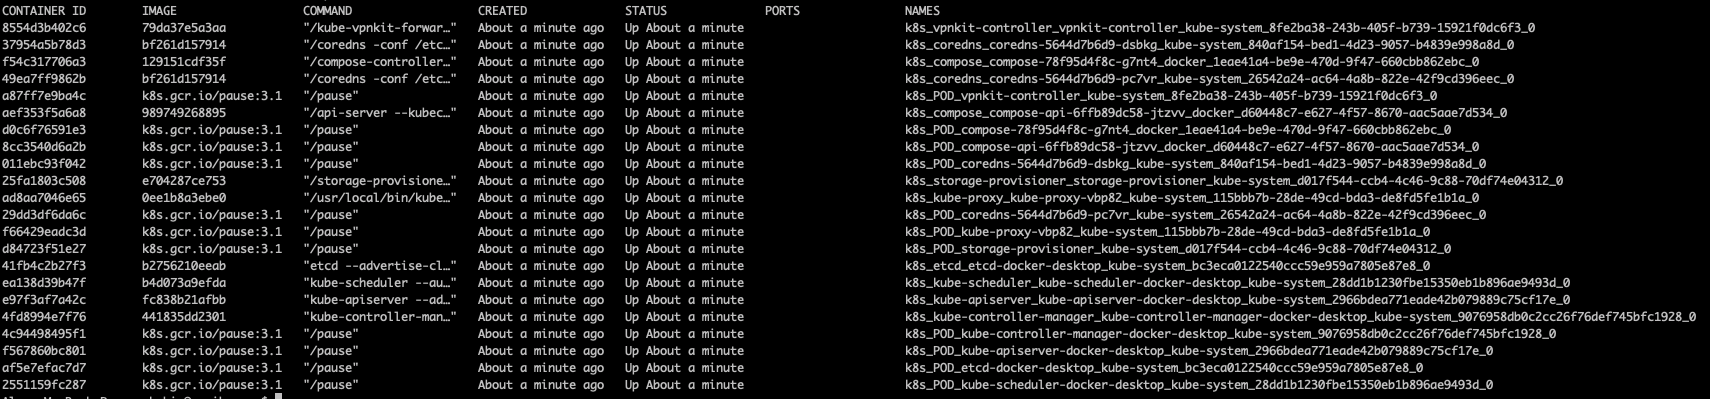 CONTAINER ID IMAGE COMMAND CREATED STATUS PORTS NAMES
8554d3b402c6 79da37e5a3aa "/kube-vpnkit-forwar…" About a minute ago Up About a minute k8s_vpnkit-controller_vpnkit-controller_kube-system_8fe2ba38-243b-405f-b739-15921f0dc6f3_0
37954a5b78d3 bf261d157914 "/coredns -conf /etc…" About a minute ago Up About a minute k8s_coredns_coredns-5644d7b6d9-dsbkg_kube-system_840af154-bed1-4d23-9057-b4839e998a8d_0
f54c317706a3 129151cdf35f "/compose-controller…" About a minute ago Up About a minute k8s_compose_compose-78f95d4f8c-g7nt4_docker_1eae41a4-be9e-470d-9f47-660cbb862ebc_0
49ea7ff9862b bf261d157914 "/coredns -conf /etc…" About a minute ago Up About a minute k8s_coredns_coredns-5644d7b6d9-pc7vr_kube-system_26542a24-ac64-4a8b-822e-42f9cd396eec_0
a87ff7e9ba4c k8s.gcr.io/pause:3.1 "/pause" About a minute ago Up About a minute k8s_POD_vpnkit-controller_kube-system_8fe2ba38-243b-405f-b739-15921f0dc6f3_0
aef353f5a6a8 989749268895 "/api-server --kubec…" About a minute ago Up About a minute k8s_compose_compose-api-6ffb89dc58-jtzvv_docker_d60448c7-e627-4f57-8670-aac5aae7d534_0
d0c6f76591e3 k8s.gcr.io/pause:3.1 "/pause" About a minute ago Up About a minute k8s_POD_compose-78f95d4f8c-g7nt4_docker_1eae41a4-be9e-470d-9f47-660cbb862ebc_0
8cc3540d6a2b k8s.gcr.io/pause:3.1 "/pause" About a minute ago Up About a minute k8s_POD_compose-api-6ffb89dc58-jtzvv_docker_d60448c7-e627-4f57-8670-aac5aae7d534_0
011ebc93f042 k8s.gcr.io/pause:3.1 "/pause" About a minute ago Up About a minute k8s_POD_coredns-5644d7b6d9-dsbkg_kube-system_840af154-bed1-4d23-9057-b4839e998a8d_0
25fa1803c508 e704287ce753 "/storage-provisione…" About a minute ago Up About a minute k8s_storage-provisioner_storage-provisioner_kube-system_d017f544-ccb4-4c46-9c88-70df74e04312_0
ad8aa7046e65 0ee1b8a3ebe0 "/usr/local/bin/kube…" About a minute ago Up About a minute k8s_kube-proxy_kube-proxy-vbp82_kube-system_115bbb7b-28de-49cd-bda3-de8fd5fe1b1a_0
29dd3df6da6c k8s.gcr.io/pause:3.1 "/pause" About a minute ago Up About a minute k8s_POD_coredns-5644d7b6d9-pc7vr_kube-system_26542a24-ac64-4a8b-822e-42f9cd396eec_0
f66429eadc3d k8s.gcr.io/pause:3.1 "/pause" About a minute ago Up About a minute k8s_POD_kube-proxy-vbp82_kube-system_115bbb7b-28de-49cd-bda3-de8fd5fe1b1a_0
d84723f51e27 k8s.gcr.io/pause:3.1 "/pause" About a minute ago Up About a minute k8s_POD_storage-provisioner_kube-system_d017f544-ccb4-4c46-9c88-70df74e04312_0
41fb4c2b27f3 b2756210eeab "etcd --advertise-cl…" About a minute ago Up About a minute k8s_etcd_etcd-docker-desktop_kube-system_bc3eca0122540ccc59e959a7805e87e8_0
ea138d39b47f b4d073a9efda "kube-scheduler --au…" About a minute ago Up About a minute k8s_kube-scheduler_kube-scheduler-docker-desktop_kube-system_28dd1b1230fbe15350eb1b896ae9493d_0
e97f3af7a42c fc838b21afbb "kube-apiserver --ad…" About a minute ago Up About a minute k8s_kube-apiserver_kube-apiserver-docker-desktop_kube-system_2966bdea771eade42b079889c75cf17e_0
4fd8994e7f76 441835dd2301 "kube-controller-man…" About a minute ago Up About a minute k8s_kube-controller-manager_kube-controller-manager-docker-desktop_kube-system_9076958db0c2cc26f76def745bfc1928_0
4c94498495f1 k8s.gcr.io/pause:3.1 "/pause" About a minute ago Up About a minute k8s_POD_kube-controller-manager-docker-desktop_kube-system_9076958db0c2cc26f76def745bfc1928_0
f567860bc801 k8s.gcr.io/pause:3.1 "/pause" About a minute ago Up About a minute k8s_POD_kube-apiserver-docker-desktop_kube-system_2966bdea771eade42b079889c75cf17e_0
af5e7efac7d7 k8s.gcr.io/pause:3.1 "/pause" About a minute ago Up About a minute k8s_POD_etcd-docker-desktop_kube-system_bc3eca0122540ccc59e959a7805e87e8_0
2551159fc287 k8s.gcr.io/pause:3.1 "/pause" About a minute ago Up About a minute k8s_POD_kube-scheduler-docker-desktop_kube-system_28dd1b1230fbe15350eb1b896ae9493d_0